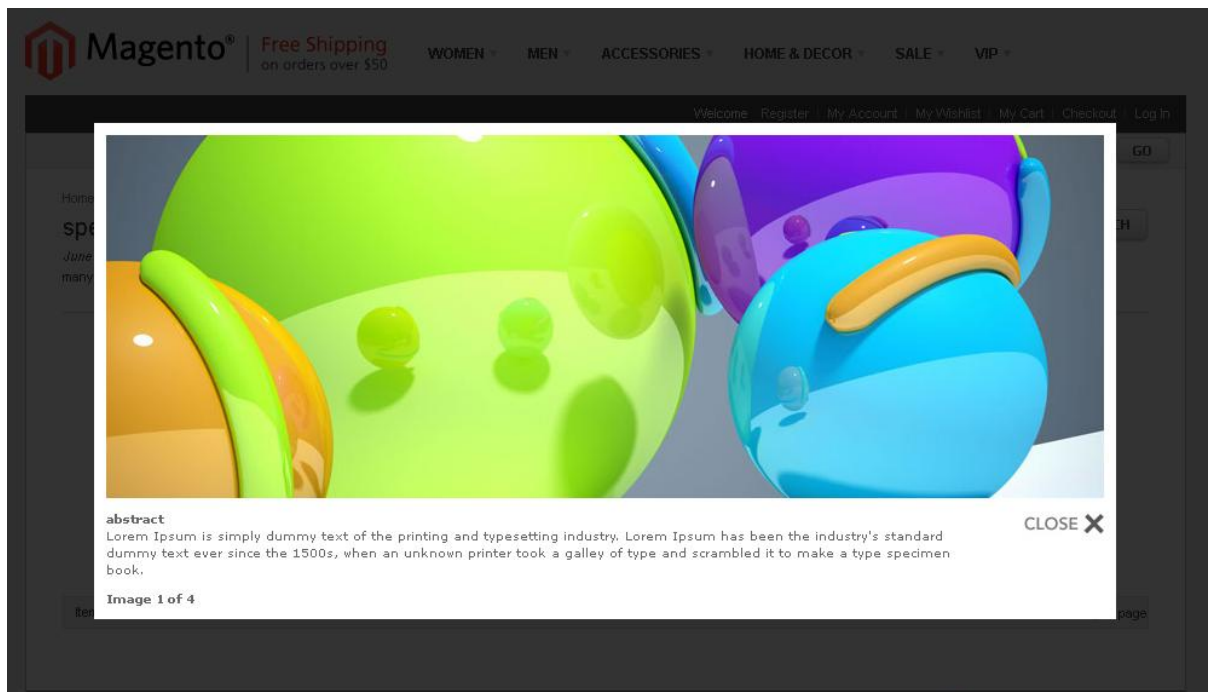 Magento®
Free Shipping
on orders over $50
WOMEN MEN ACCESSORIES HOME & DECOR SALE VIP
Welcome Register My Account My Wishlist My Cart Checkout Log In
GO
Home
spe
CH
June
many
abstract
CLOSE X
Lorem Ipsum is simply dummy text of the printing and typesetting industry. Lorem Ipsum has been the industry's standard
dummy text ever since the 1500s, when an unknown printer took a galley of type and scrambled it to make a type specimen
book.
Image 1 of 4
Item
page